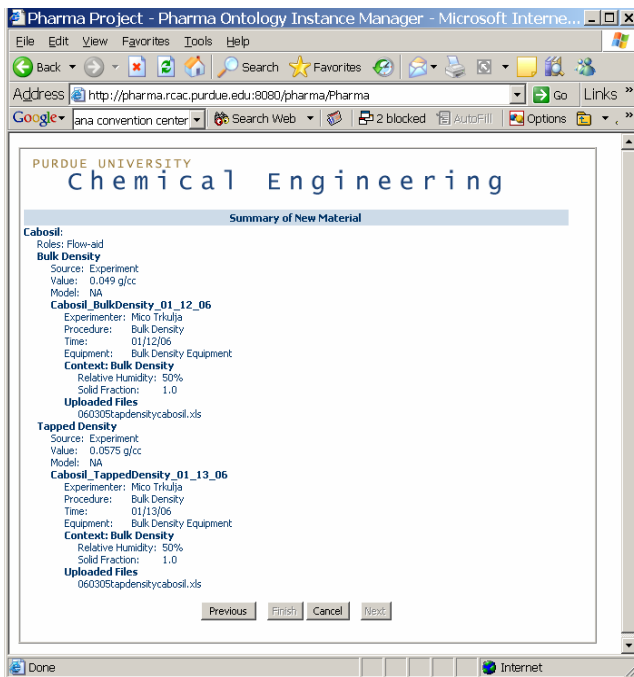 Pharma Project - Pharma Ontology Instance Manager - Microsoft Interne...
File Edit View Favorites Tools Help
Back Search Favorites
Address http://pharma.rcac.purdue.edu:8080/pharma/Pharma Go Links »
Google ana convention center Search Web 2 blocked AutoFill Options »
PURDUE UNIVERSITY
Chemical Engineering
Summary of New Material
Cabosil:
Roles: Flow-aid
Bulk Density
Source: Experiment
Value: 0.049 g/cc
Model: NA
Cabosil_BulkDensity_01_12_06
Experimenter: Mico Trkulja
Procedure: Bulk Density
Time: 01/12/06
Equipment: Bulk Density Equipment
Context: Bulk Density
Relative Humidity: 50%
Solid Fraction: 1.0
Uploaded Files
060305tapdensitycabosil.xls
Tapped Density
Source: Experiment
Value: 0.0575 g/cc
Model: NA
Cabosil_TappedDensity_01_13_06
Experimenter: Mico Trkulja
Procedure: Bulk Density
Time: 01/13/06
Equipment: Bulk Density Equipment
Context: Bulk Density
Relative Humidity: 50%
Solid Fraction: 1.0
Uploaded Files
060305tapdensitycabosil.xls
Previous Finish Cancel Next
Done Internet